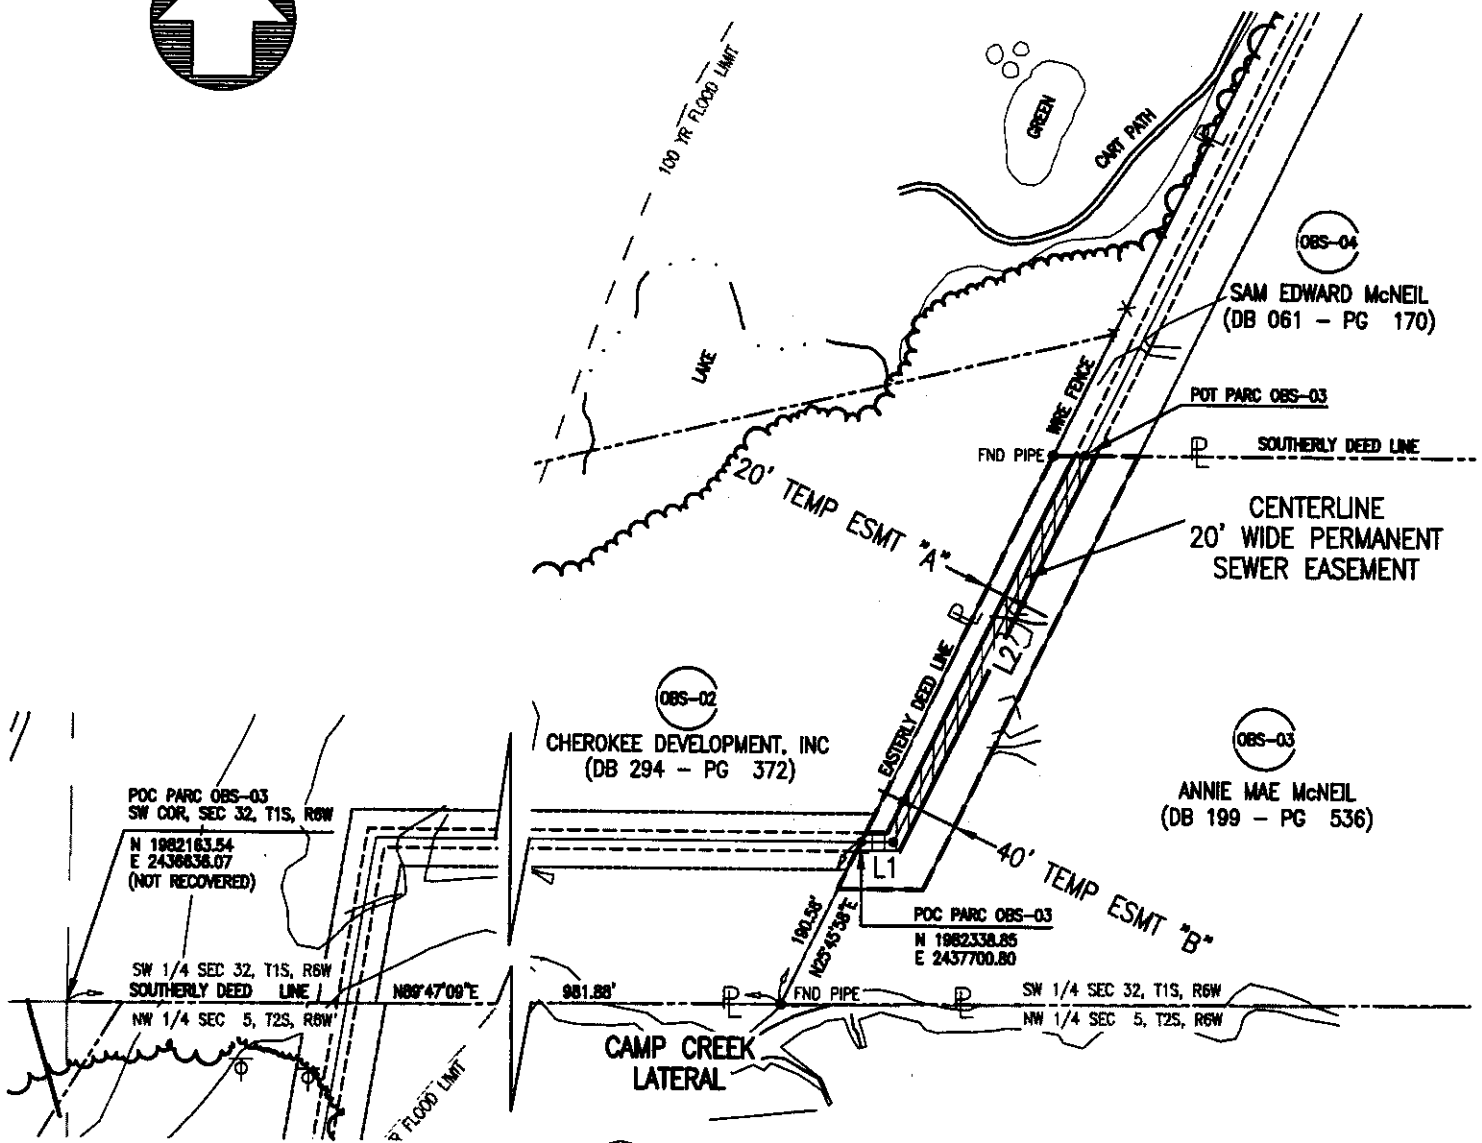 100 YR FLOOD LIMIT
GREEN
CART PATH
OBS-04
SAM EDWARD McNEIL
(DB 061 - PG 170)
LAKE
WIRE FENCE
POT PARC OBS-03
FND PIPE
PL
SOUTHERLY DEED LINE
20' TEMP ESMT "A"
CENTERLINE
20' WIDE PERMANENT
SEWER EASEMENT
PL
PL
EASTERLY DEED LINE
L2
OBS-02
CHEROKEE DEVELOPMENT, INC
(DB 294 - PG 372)
OBS-03
ANNIE MAE McNEIL
(DB 199 - PG 536)
POC PARC OBS-03
SW COR, SEC 32, T1S, R6W
N 1982163.54
E 2436836.07
(NOT RECOVERED)
L1
40' TEMP ESMT "B"
190.58'
N25°45'58"E
POC PARC OBS-03
N 1982338.85
E 2437700.80
SW 1/4 SEC 32, T1S, R6W
SOUTHERLY DEED LINE
NW 1/4 SEC 5, T2S, R6W
N89°47'09"E
981.88'
PL
FND PIPE
PL
SW 1/4 SEC 32, T1S, R6W
NW 1/4 SEC 5, T2S, R6W
CAMP CREEK
LATERAL
R FLOOD LIMIT